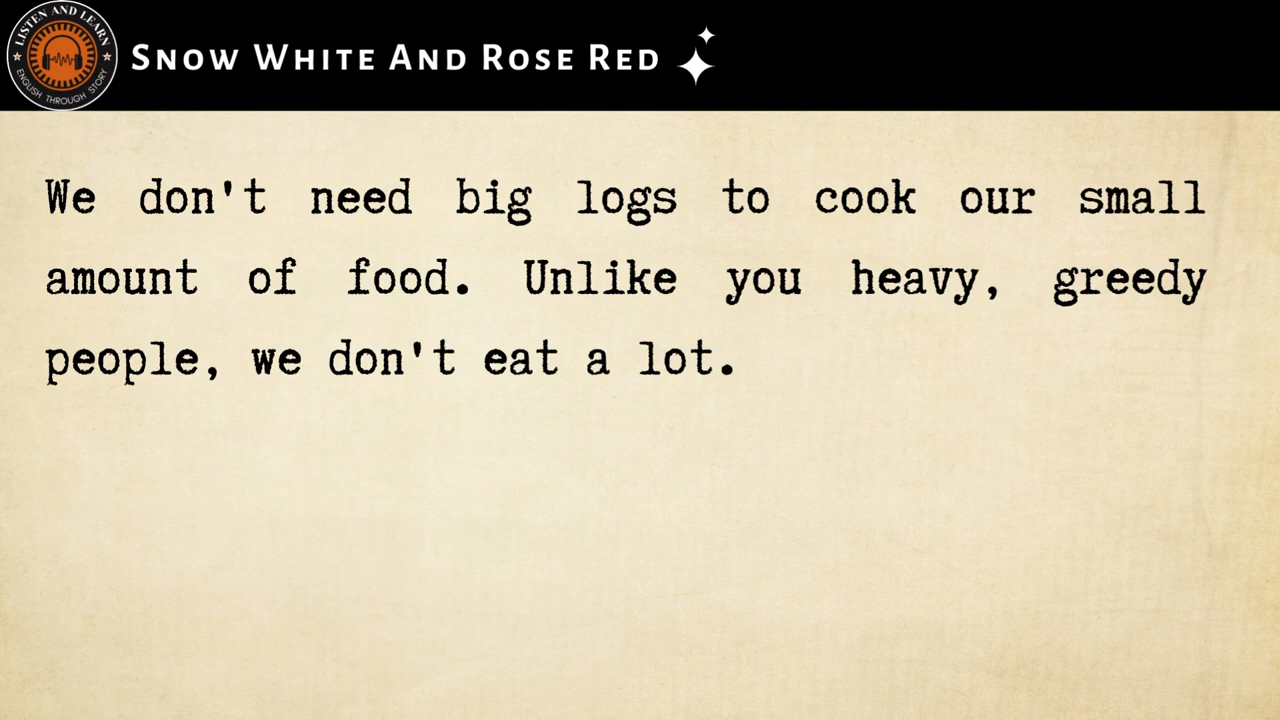 LISTEN AND LEARN
ENGLISH THROUGH STORY
Snow White And Rose Red
We don't need big logs to cook our small
amount of food. Unlike you heavy, greedy
people, we don't eat a lot.